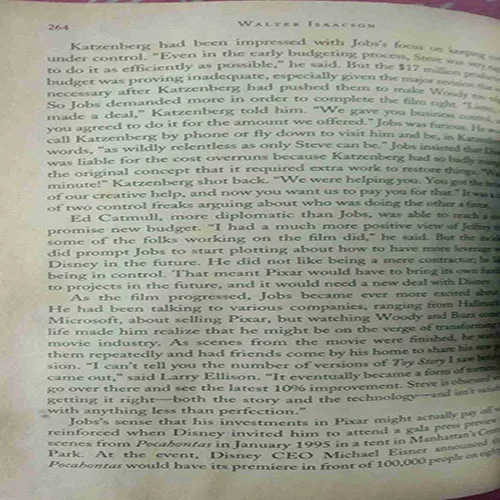 264 WALTER ISAACSON
Katzenberg had been impressed with Jobs's focus on keeping
under control. "Even in the early budgeting process, Steve was very
to do it as efficiently as possible," he said. But the $17 million
budget was proving inadequate, especially given the major revision
necessary after Katzenberg had pushed them to make Woody
So Jobs demanded more in order to complete the film right.
made a deal," Katzenberg told him. "We gave you business control,
you agreed to do it for the amount we offered." Jobs was furious. He
call Katzenberg by phone or fly down to visit him and be, in
words, "as wildly relentless as only Steve can be." Jobs insisted that
was liable for the cost overruns because Katzenberg had so badly
the original concept that it required extra work to restore things.
minute!" Katzenberg shot back. "We were helping you. You got the
of our creative help, and now you want us to pay you for that." It was
of two control freaks arguing about who was doing the other a
Ed Catmull, more diplomatic than Jobs, was able to reach a
promise new budget. "I had a much more positive view of
some of the folks working on the film did," he said. But the
did prompt Jobs to start plotting about how to have more leverage
Disney in the future. He did not like being a mere contractor; he
being in control. That meant Pixar would have to bring its own
to projects in the future, and it would need a new deal with Disney.
As the film progressed, Jobs became ever more excited about
He had been talking to various companies, ranging from Hallmark
Microsoft, about selling Pixar, but watching Woody and Buzz
life made him realize that he might be on the verge of transforming
movie industry. As scenes from the movie were finished, he
them repeatedly and had friends come by his home to share his new
sion. "I can't tell you the number of versions of Toy Story I saw
came out," said Larry Ellison. "It eventually became a form of torture.
go over there and see the latest 10% improvement. Steve is obsessed
getting it right—both the story and the technology—and isn't
with anything less than perfection."
Jobs's sense that his investments in Pixar might actually pay off
reinforced when Disney invited him to attend a gala press preview
scenes from Pocahontas in January 1995 in a tent in Manhattan's
Park. At the event, Disney CEO Michael Eisner announced
Pocahontas would have its premiere in front of 100,000 people on